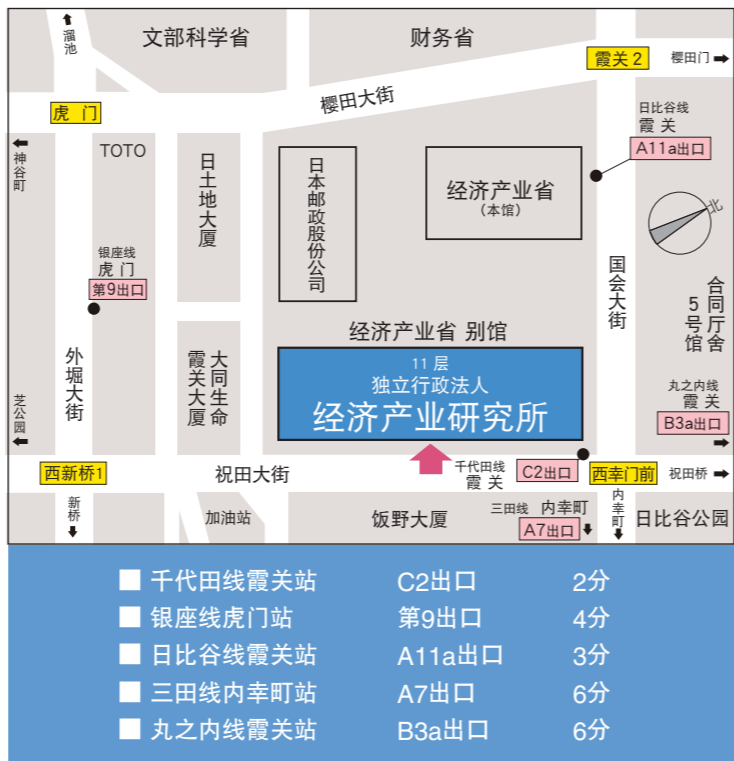 溜池
文部科学省
财务省
霞关 2
樱田门
樱田大街
虎 门
日比谷线
霞 关
A11a出口
神谷町
TOTO
日土地大厦
日本邮政股份公司
经济产业省
（本馆）
北
银座线
虎 门
第9出口
国会大街
合同厅舍
5号馆
经济产业省 别馆
外堀大街
大同生命
霞关大厦
11 层
独立行政法人
经济产业研究所
丸之内线
霞 关
B3a出口
芝公园
西新桥1
祝田大街
千代田线
霞 关
C2出口
西幸门前
祝田桥
新桥
加油站
饭野大厦
三田线 内幸町
A7出口
内幸町
日比谷公园
■ 千代田线霞关站 C2出口 2分
■ 银座线虎门站 第9出口 4分
■ 日比谷线霞关站 A11a出口 3分
■ 三田线内幸町站 A7出口 6分
■ 丸之内线霞关站 B3a出口 6分